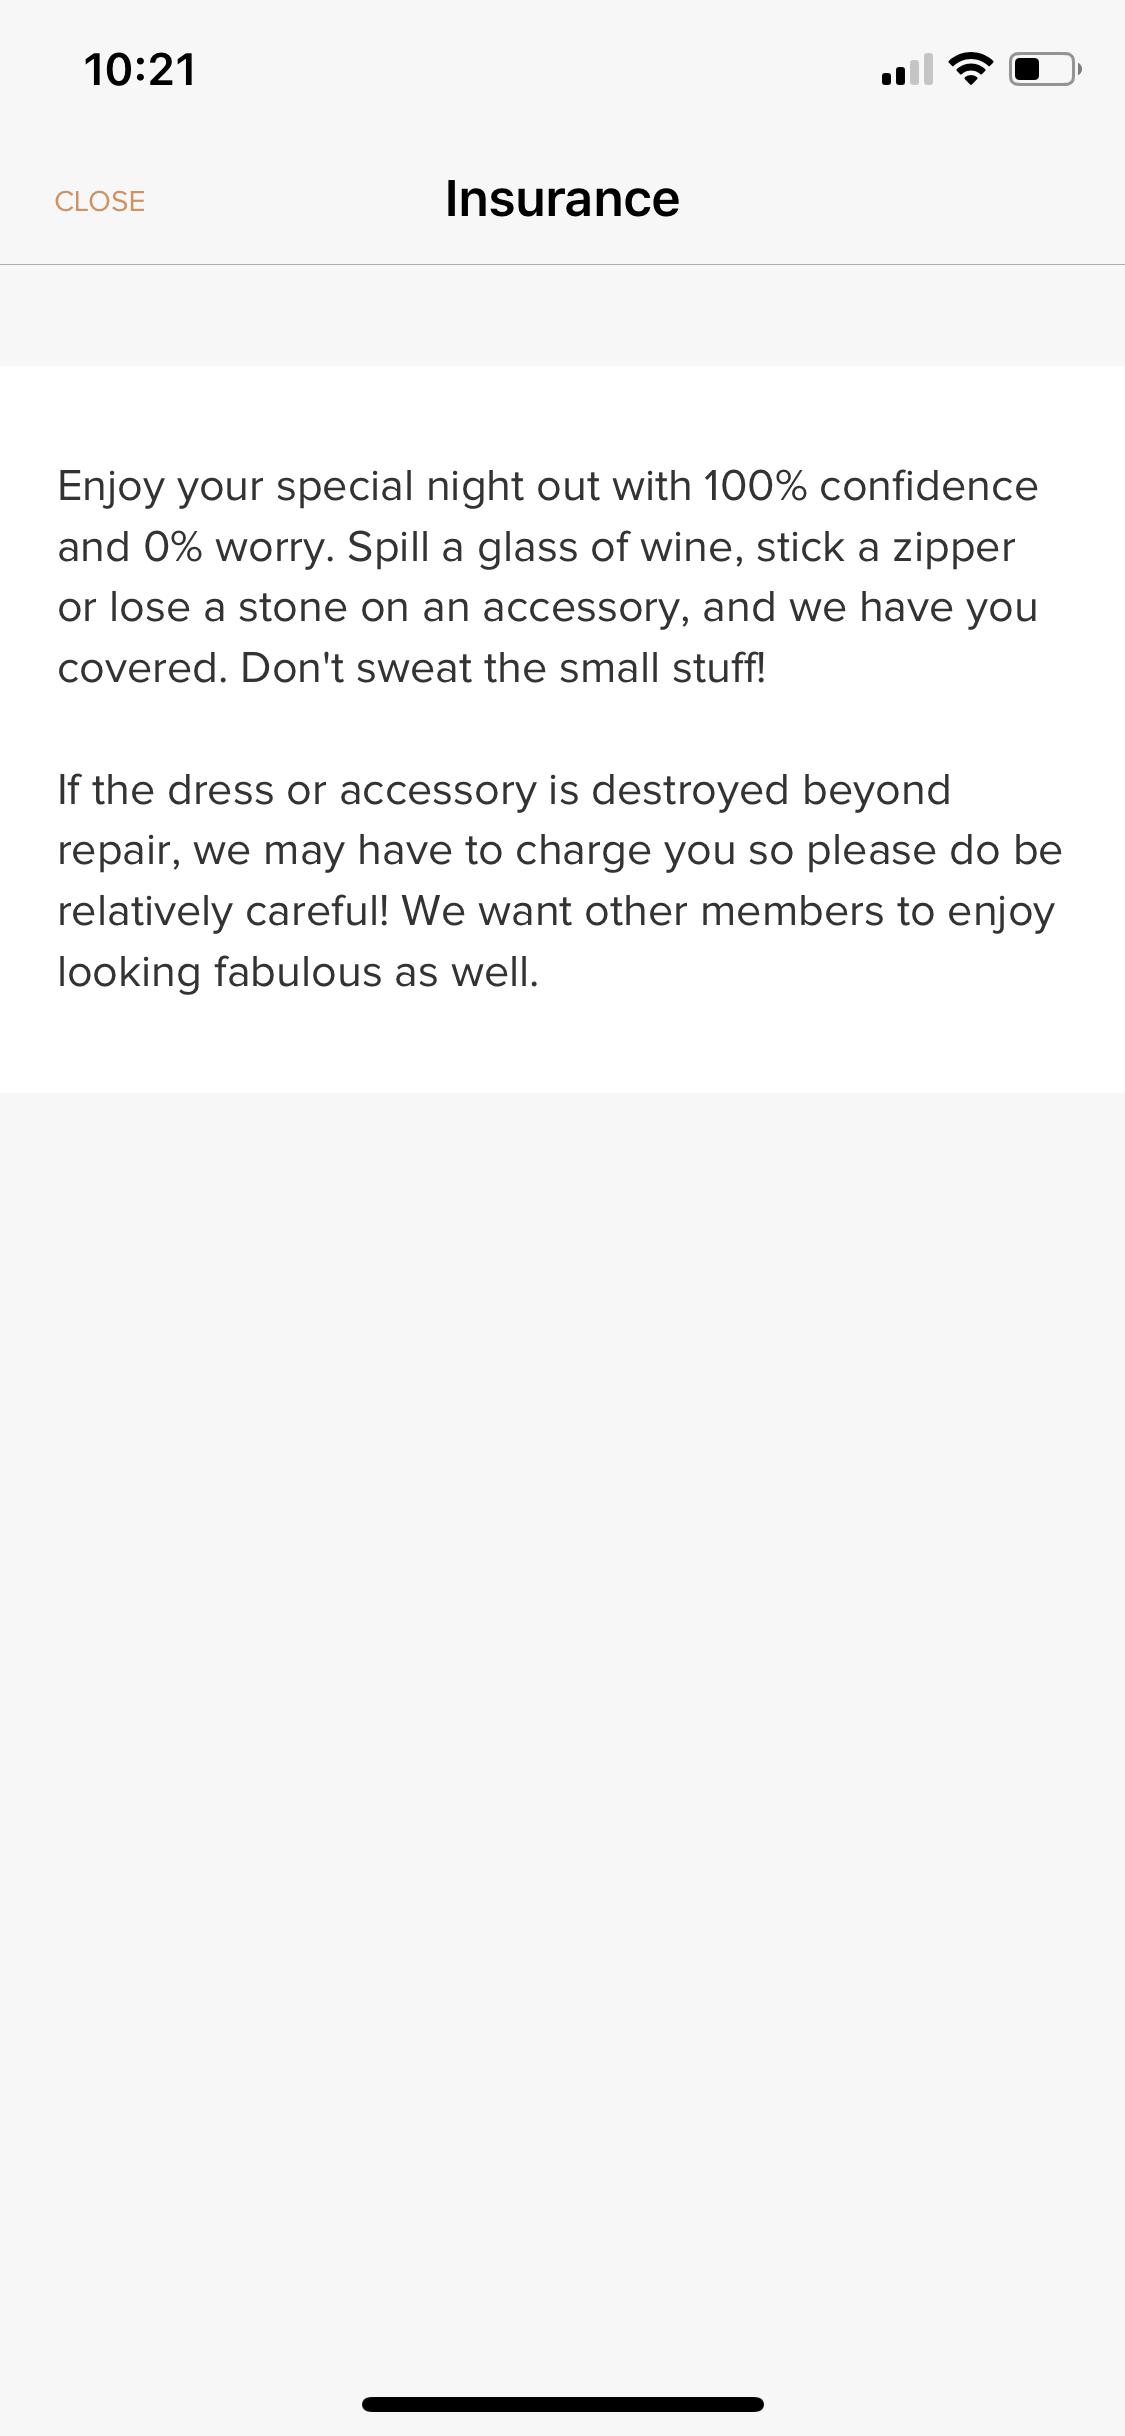 10:21
CLOSE
Insurance
Enjoy your special night out with 100% confidence
and 0% worry. Spill a glass of wine, stick a zipper
or lose a stone on an accessory, and we have you
covered. Don't sweat the small stuff!
If the dress or accessory is destroyed beyond
repair, we may have to charge you so please do be
relatively careful! We want other members to enjoy
looking fabulous as well.